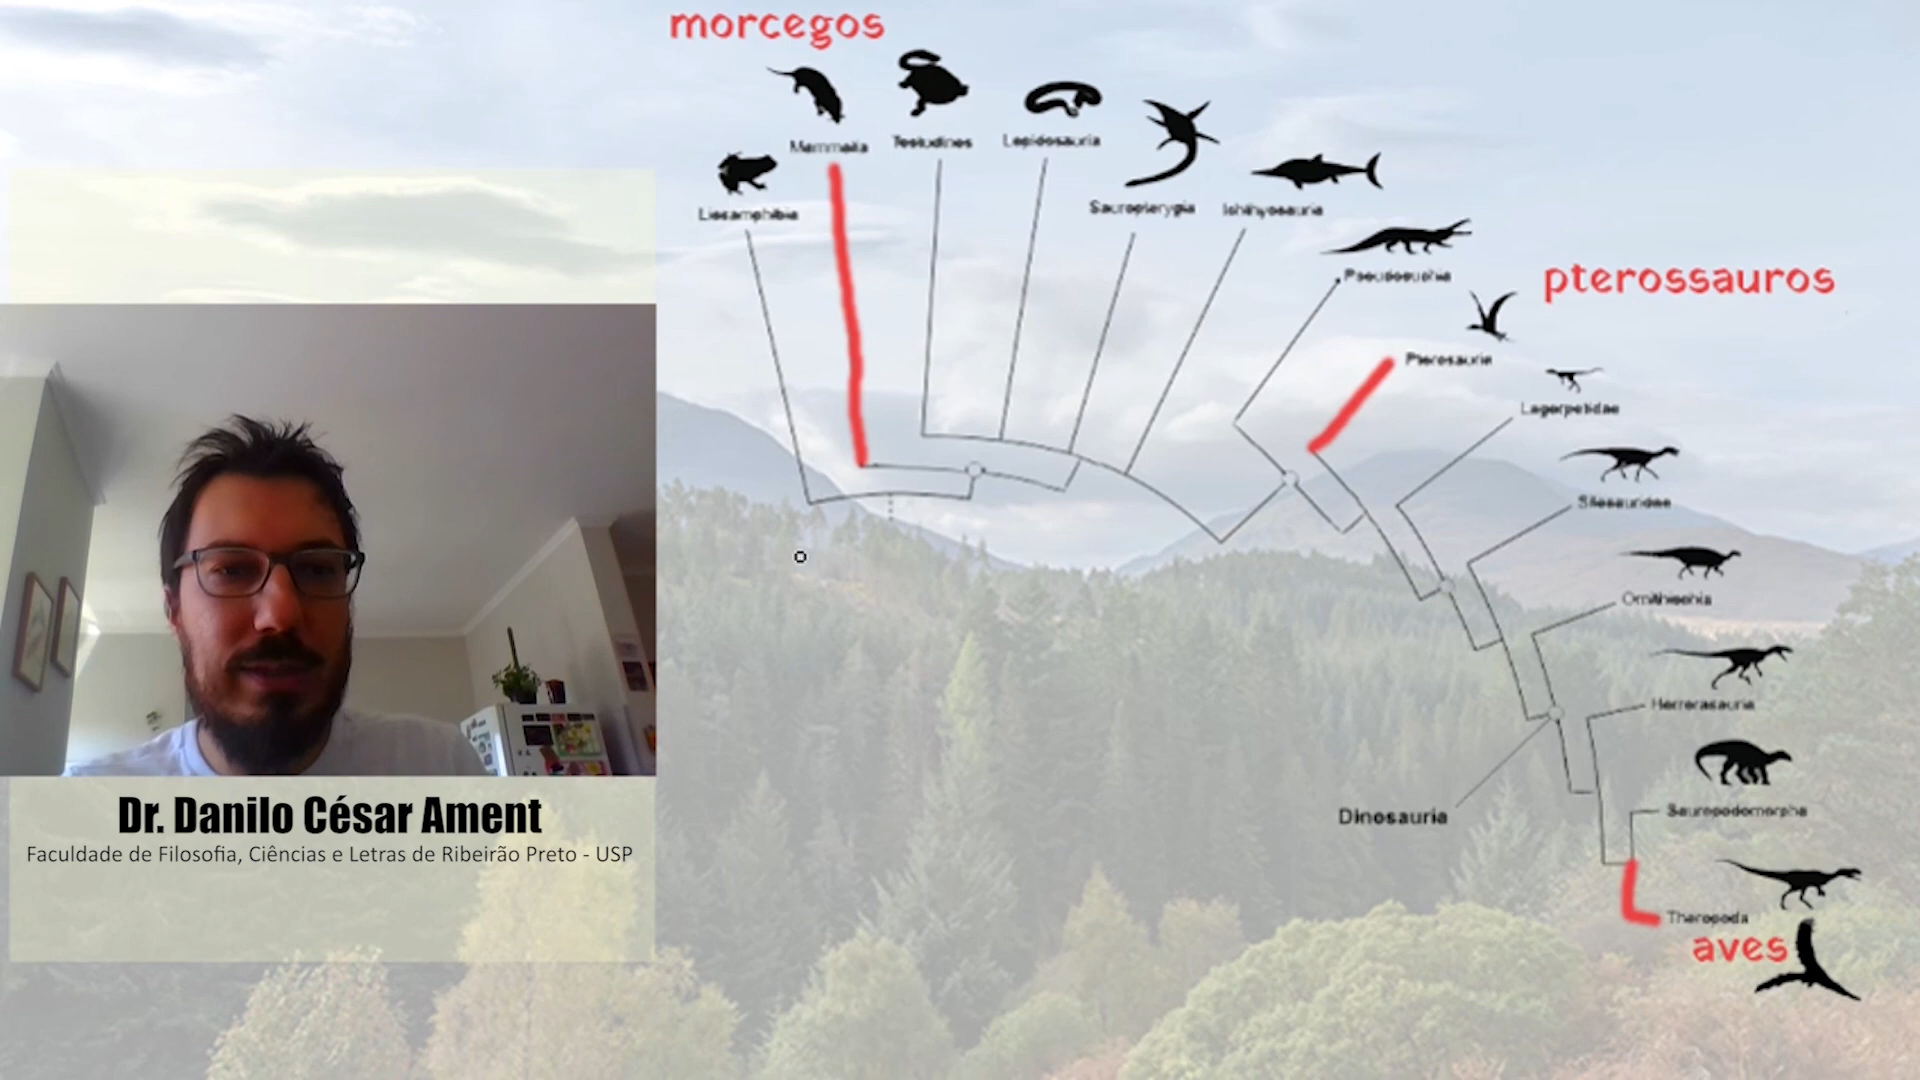 morcegos
Mammalia
Testudines
Lepidosauria
Lissamphibia
Sauropterygia
Ichthyosauria
Pseudosuchia
pterossauros
Pterosauria
Lagerpetidae
Silesauridae
Ornithischia
Herrerasauria
Dinosauria
Sauropodomorpha
Theropoda
aves
Dr. Danilo César Ament
Faculdade de Filosofia, Ciências e Letras de Ribeirão Preto - USP